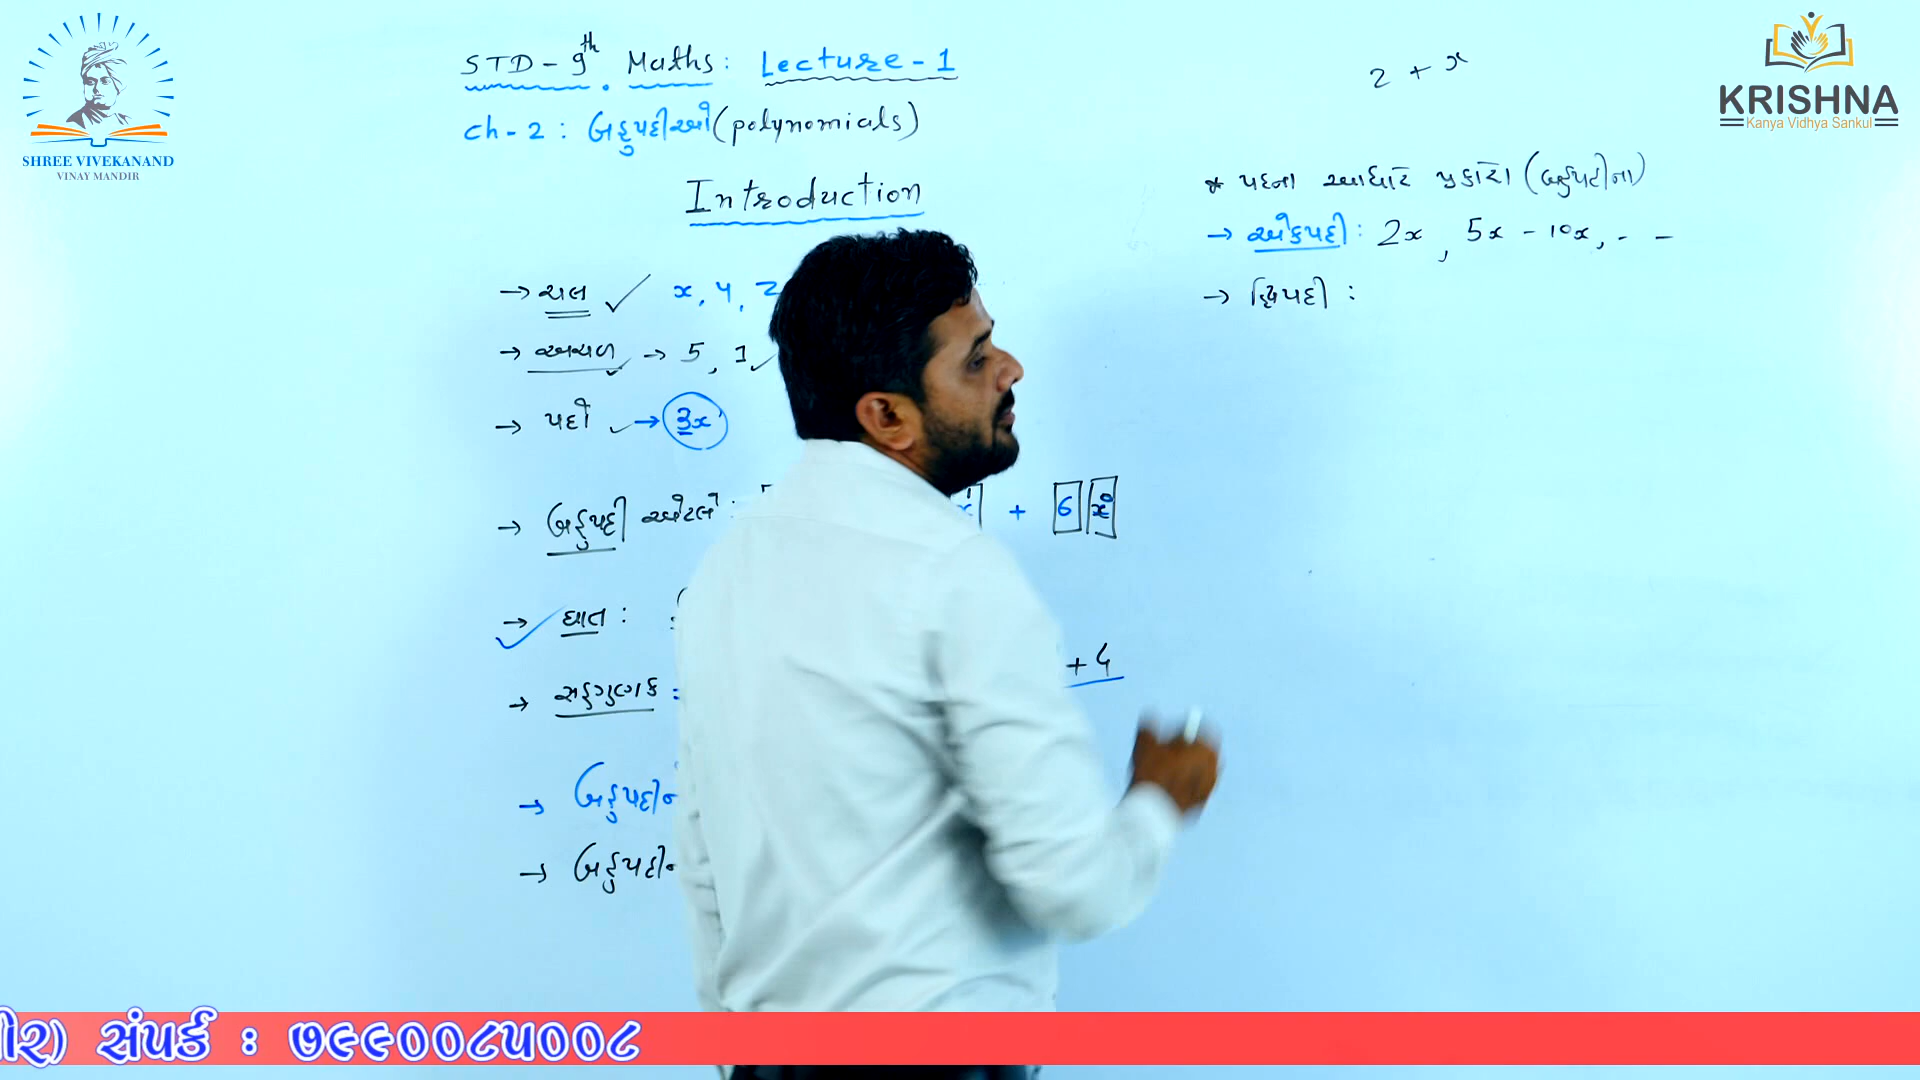 SHREE VIVEKANAND
VINAY MANDIR
KRISHNA
Kanya Vidhya Sankul
STD - 9th Maths : Lecture - 1
Ch - 2 : બહુપદીઓ (polynomials)
Introduction
→ ચલ ✓ x, y, z
→ અચળ ✓ → 5, 1 ✓
→ પદો ✓ → 3x
→ બહુપદી એટલે : + 6 x⁰
→ ઘાત :
→ સહગુણક : + 4
→ બહુપદીન
→ બહુપદીન
2 + x
* પદના આધારે પ્રકારો (બહુપદીના)
→ એકપદી : 2x, 5x - 10x, - -
→ દ્વિપદી :
ીર) સંપર્ક : ૭૯૯૦૦૮૫૦૦૮